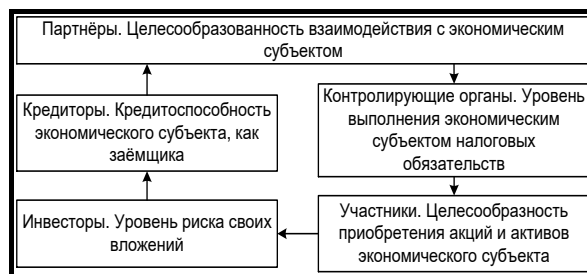 Партнёры. Целесообразованность взаимодействия с экономическим
субъектом
Кредиторы. Кредитоспособность
экономического субъекта, как
заёмщика
Контролирующие органы. Уровень
выполнения экономическим
субъектом налоговых
обязательств
Инвесторы. Уровень риска своих
вложений
Участники. Целесообразность
приобретения акций и активов
экономического субъекта